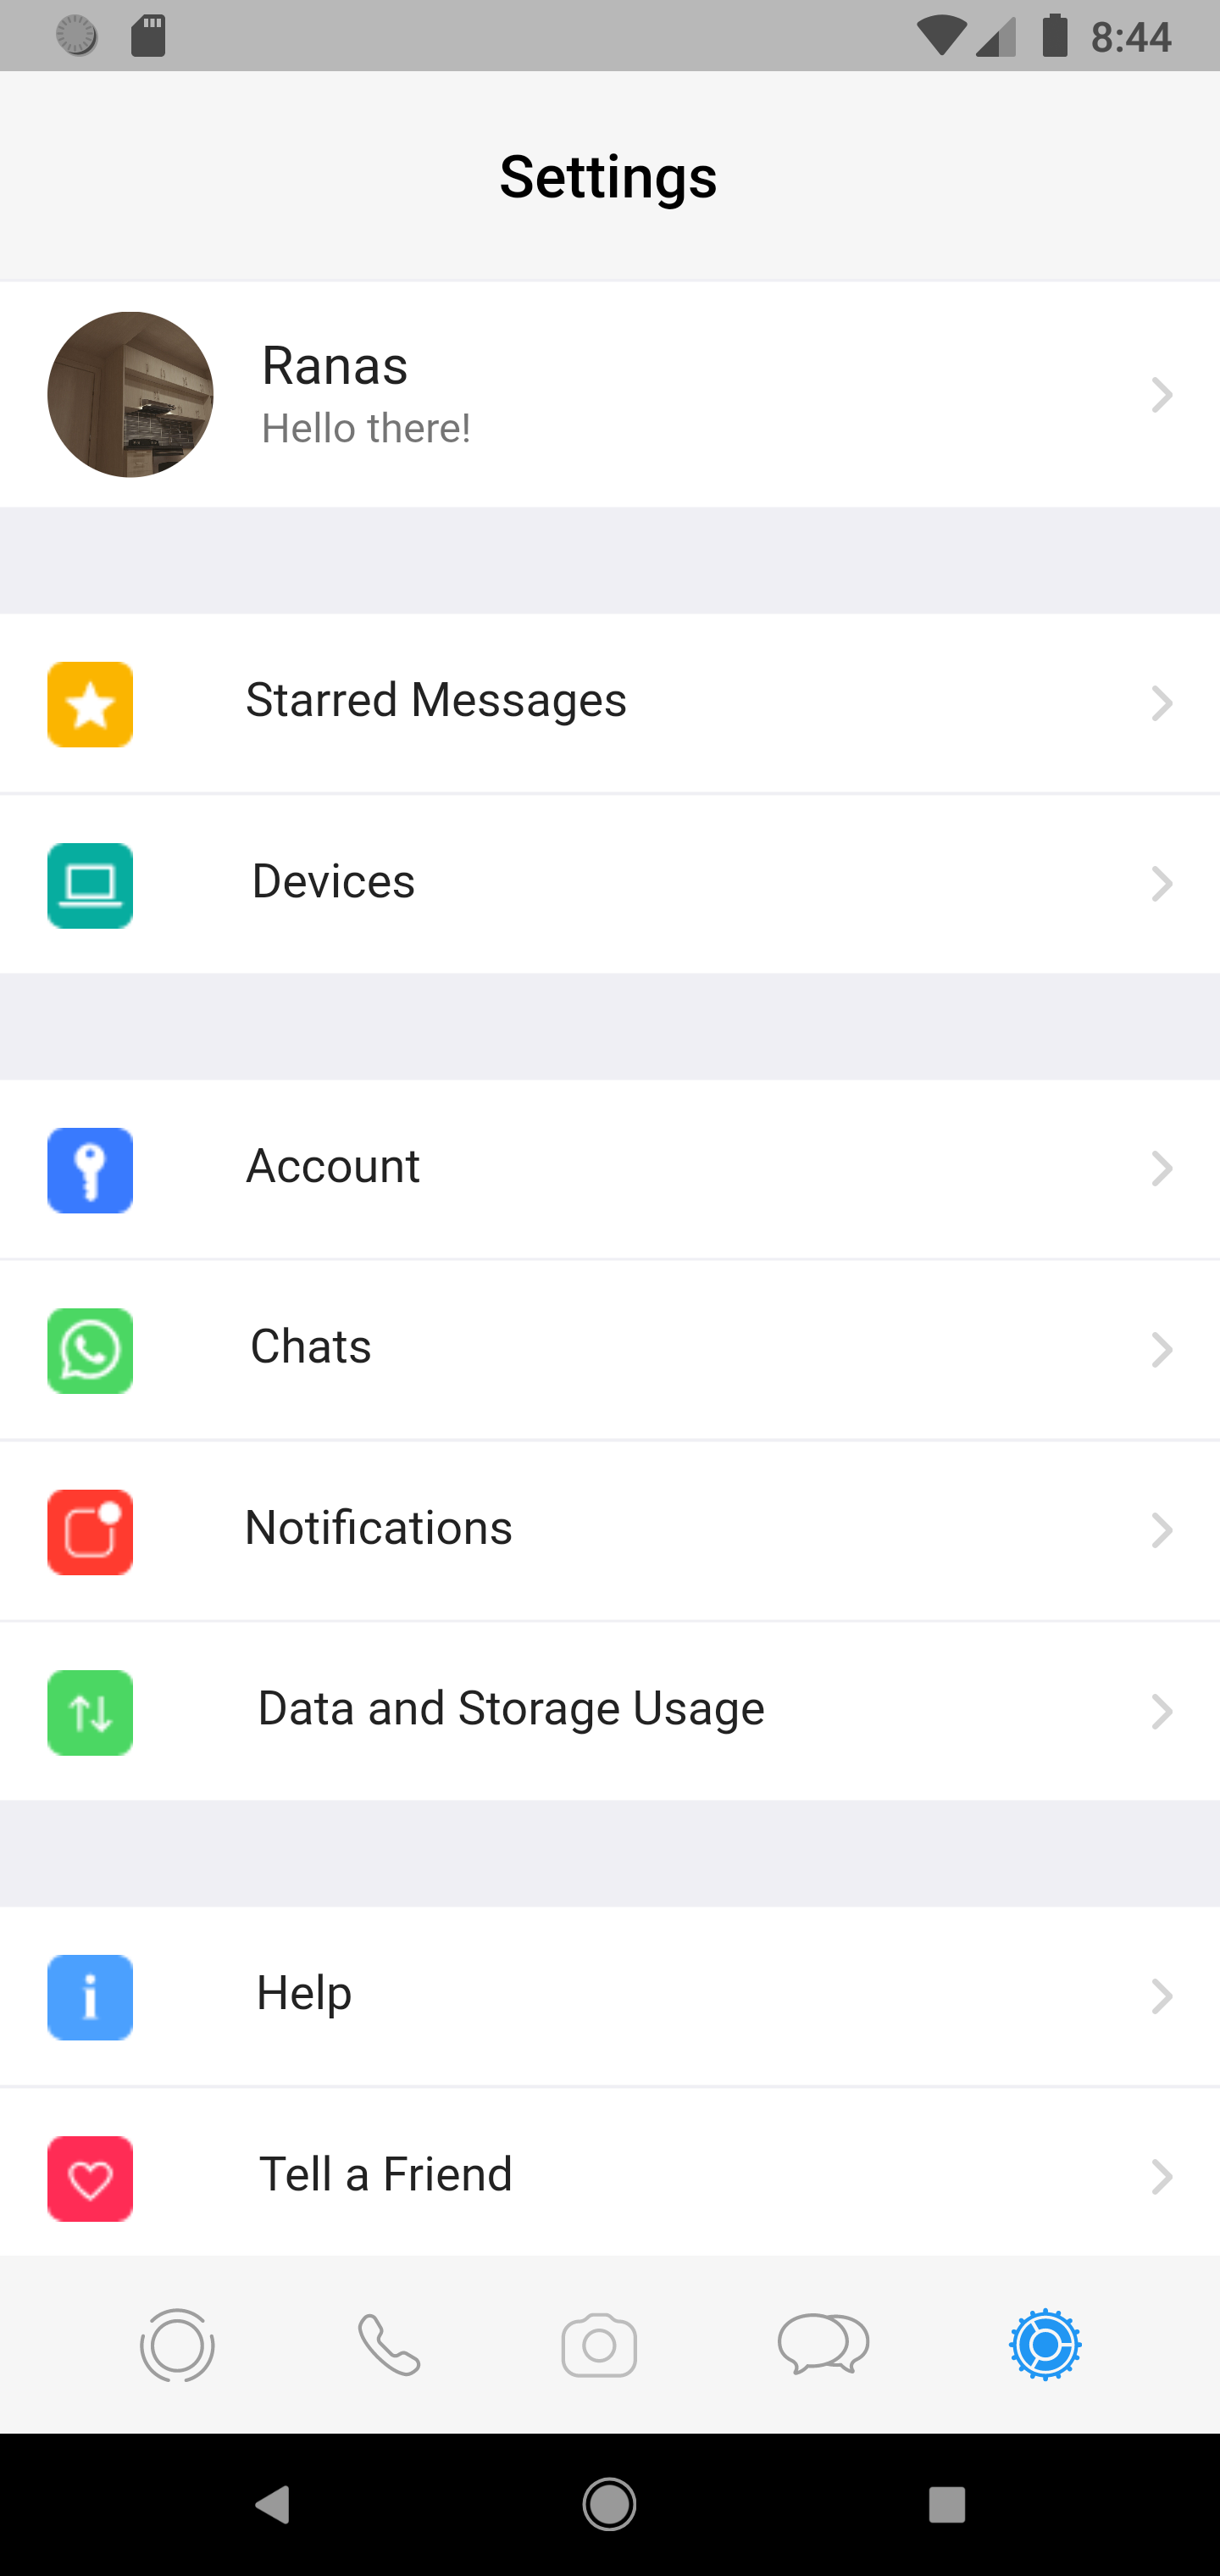 8:44
Settings
Ranas
Hello there!
Starred Messages
Devices
Account
Chats
Notifications
Data and Storage Usage
Help
Tell a Friend